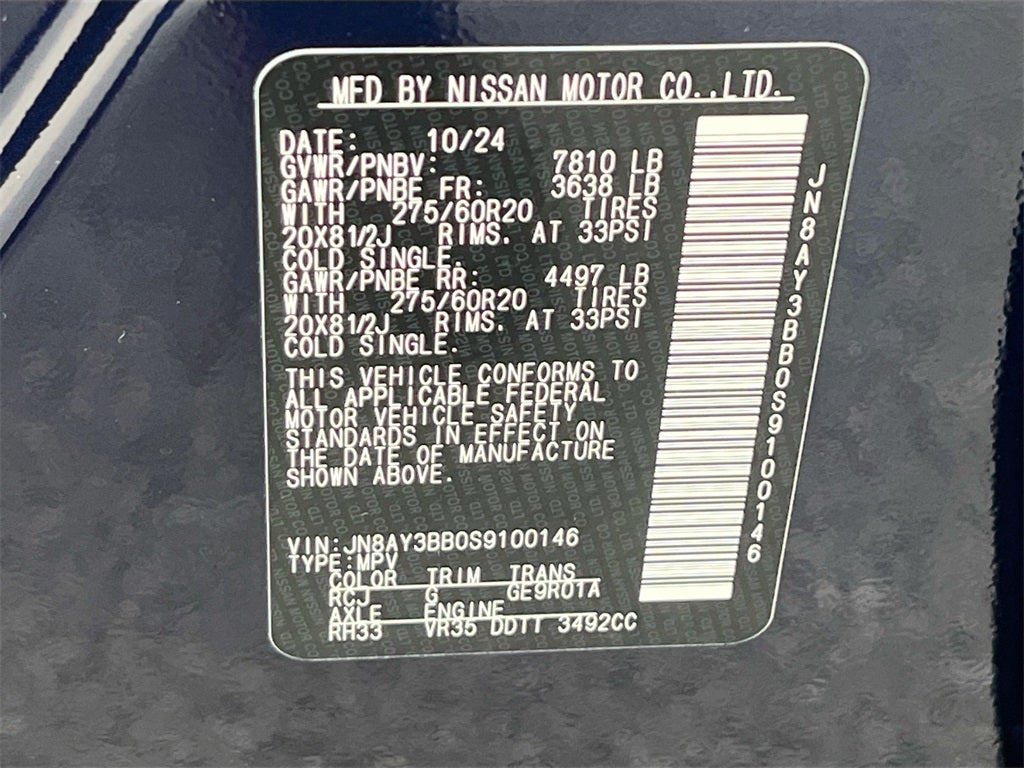 MFD BY NISSAN MOTOR CO.,LTD.
DATE: 10/24
GVWR/PNBV: 7810 LB
GAWR/PNBE FR: 3638 LB
WITH 275/60R20 TIRES
20X81/2J RIMS. AT 33PSI
COLD SINGLE.
GAWR/PNBE RR: 4497 LB
WITH 275/60R20 TIRES
20X81/2J RIMS. AT 33PSI
COLD SINGLE.
THIS VEHICLE CONFORMS TO
ALL APPLICABLE FEDERAL
MOTOR VEHICLE SAFETY
STANDARDS IN EFFECT ON
THE DATE OF MANUFACTURE
SHOWN ABOVE.
VIN:JN8AY3BB0S9100146
TYPE:MPV
COLOR TRIM TRANS
RCJ G GE9R01A
AXLE ENGINE
RH33 VR35 DDTT 3492CC
JN8AY3BB0S9100146